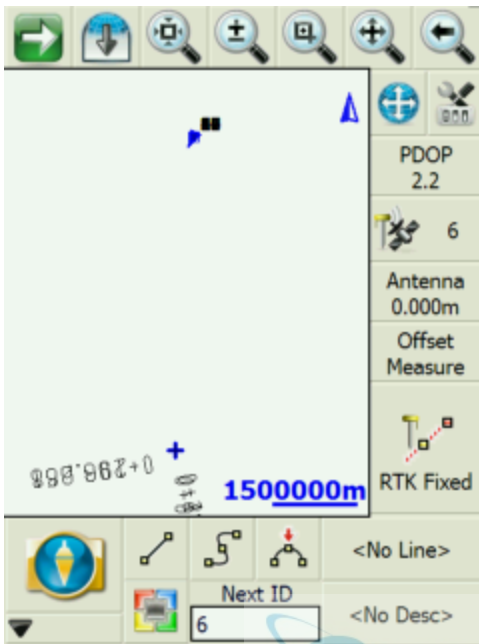 PDOP
2.2
6
Antenna
0.000m
Offset
Measure
RTK Fixed
1500000m
<No Line>
Next ID
6
<No Desc>